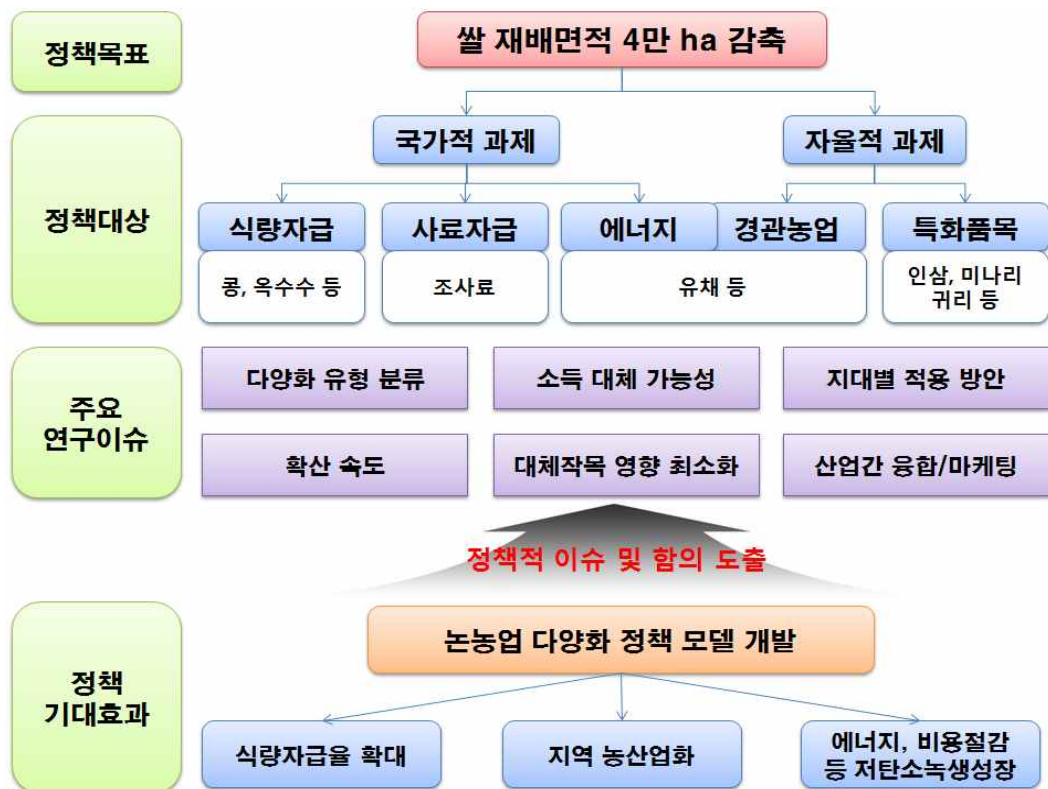 정책목표
쌀 재배면적 4만 ha 감축
정책대상
국가적 과제
자율적 과제
식량자급
사료자급
에너지
경관농업
특화품목
콩, 옥수수 등
조사료
유채 등
인삼, 미나리
귀리 등
주요
연구이슈
다양화 유형 분류
소득 대체 가능성
지대별 적용 방안
확산 속도
대체작목 영향 최소화
산업간 융합/마케팅
정책적 이슈 및 함의 도출
정책
기대효과
논농업 다양화 정책 모델 개발
식량자급율 확대
지역 농산업화
에너지, 비용절감
등 저탄소녹생성장